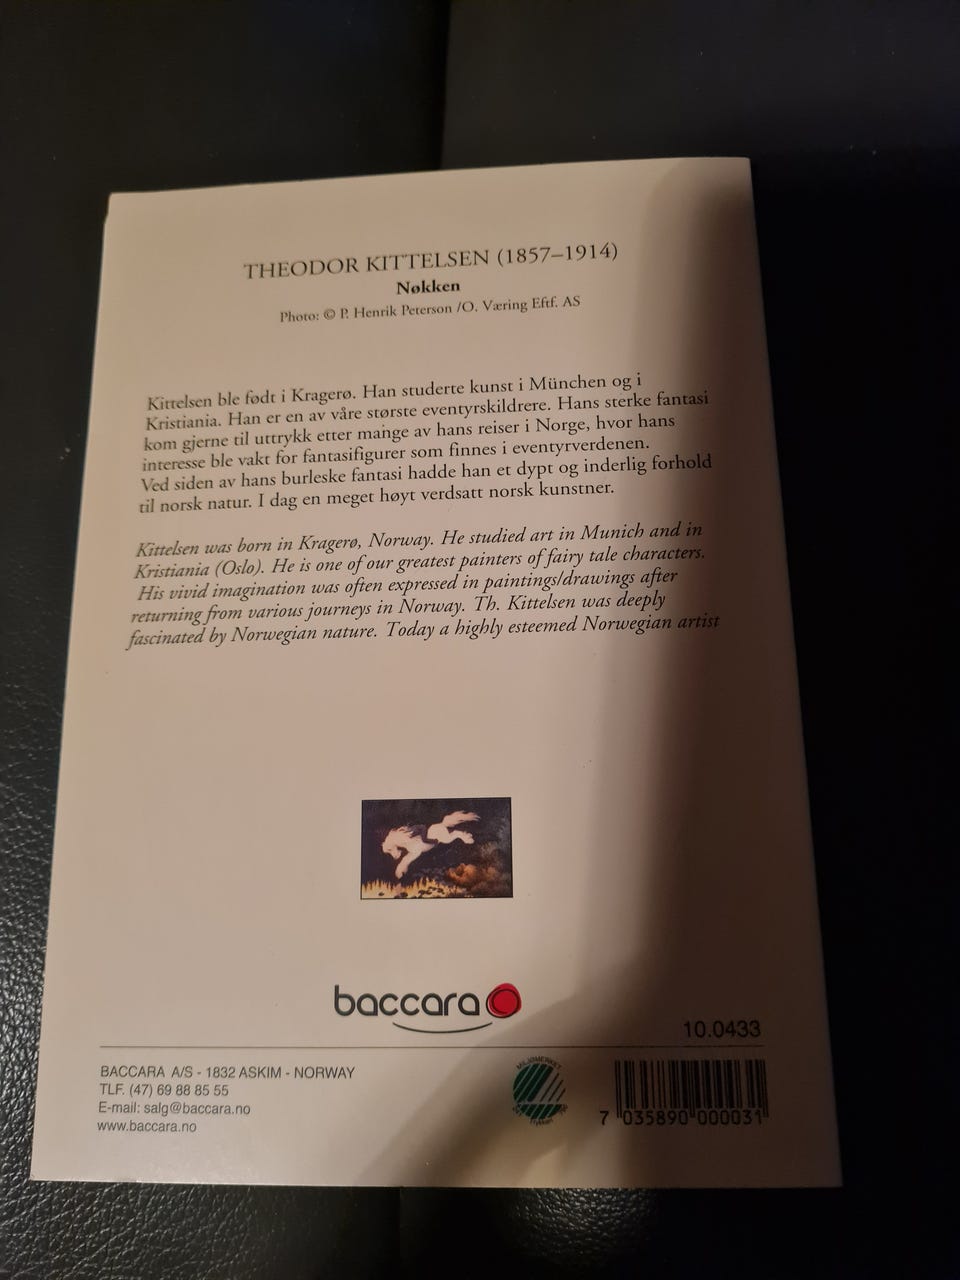 THEODOR KITTELSEN (1857–1914)
Nøkken
Photo: © P. Henrik Peterson /O. Væring Eftf. AS
Kittelsen ble født i Kragerø. Han studerte kunst i München og i
Kristiania. Han er en av våre største eventyrskildrere. Hans sterke fantasi
kom gjerne til uttrykk etter mange av hans reiser i Norge, hvor hans
interesse ble vakt for fantasifigurer som finnes i eventyrverdenen.
Ved siden av hans burleske fantasi hadde han et dypt og inderlig forhold
til norsk natur. I dag en meget høyt verdsatt norsk kunstner.
Kittelsen was born in Kragerø, Norway. He studied art in Munich and in
Kristiania (Oslo). He is one of our greatest painters of fairy tale characters.
His vivid imagination was often expressed in paintings/drawings after
returning from various journeys in Norway. Th. Kittelsen was deeply
fascinated by Norwegian nature. Today a highly esteemed Norwegian artist
baccara
10.0433
BACCARA A/S - 1832 ASKIM - NORWAY
TLF. (47) 69 88 85 55
E-mail: salg@baccara.no
www.baccara.no
MILJØMERKET
7 035890 000031